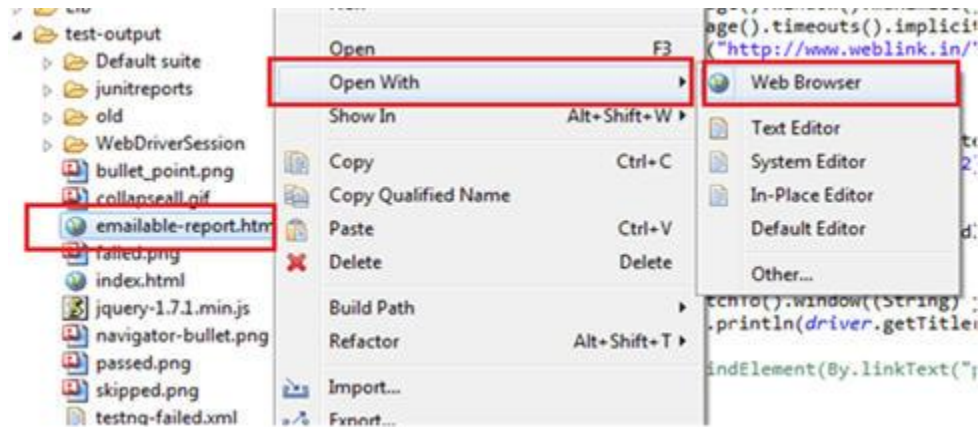 test-output
Default suite
junitreports
old
WebDriverSession
bullet_point.png
collapseall.gif
emailable-report.htm
failed.png
index.html
jquery-1.7.1.min.js
navigator-bullet.png
passed.png
skipped.png
testng-failed.xml
Open F3
Open With
Show In Alt+Shift+W
Copy Ctrl+C
Copy Qualified Name
Paste Ctrl+V
Delete Delete
Build Path
Refactor Alt+Shift+T
Import...
Export...
Web Browser
Text Editor
System Editor
In-Place Editor
Default Editor
Other...
age().timeouts().implicit
("http://www.weblink.in/"
tchTo().window((String)
.println(driver.getTitle
indElement(By.linkText("